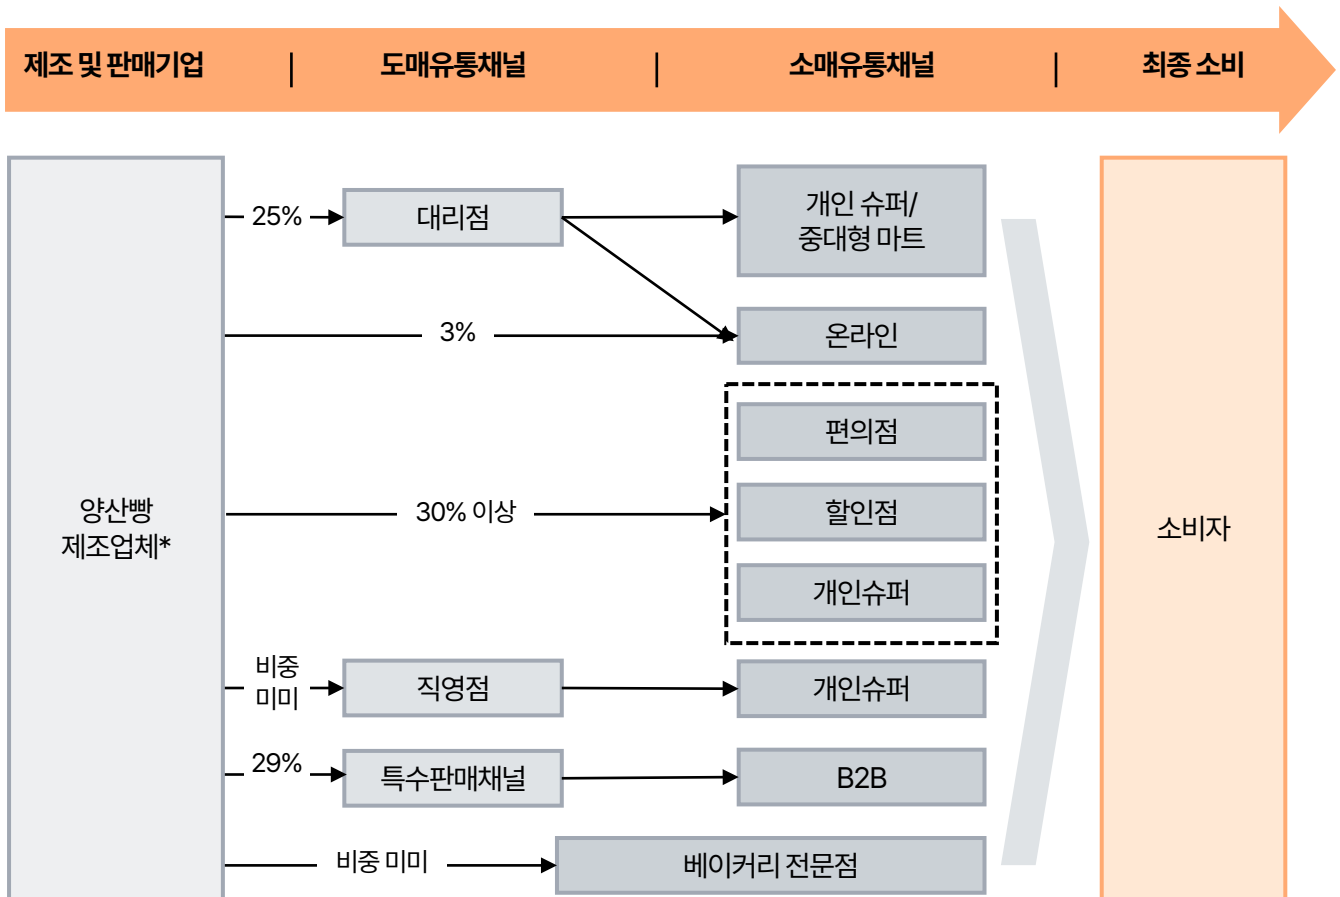 제조 및 판매기업 | 도매유통채널 | 소매유통채널 | 최종 소비
양산빵
제조업체*
25%
대리점
개인 슈퍼/
중대형 마트
3%
온라인
30% 이상
편의점
할인점
개인슈퍼
비중
미미
직영점
개인슈퍼
29%
특수판매채널
B2B
비중 미미
베이커리 전문점
소비자